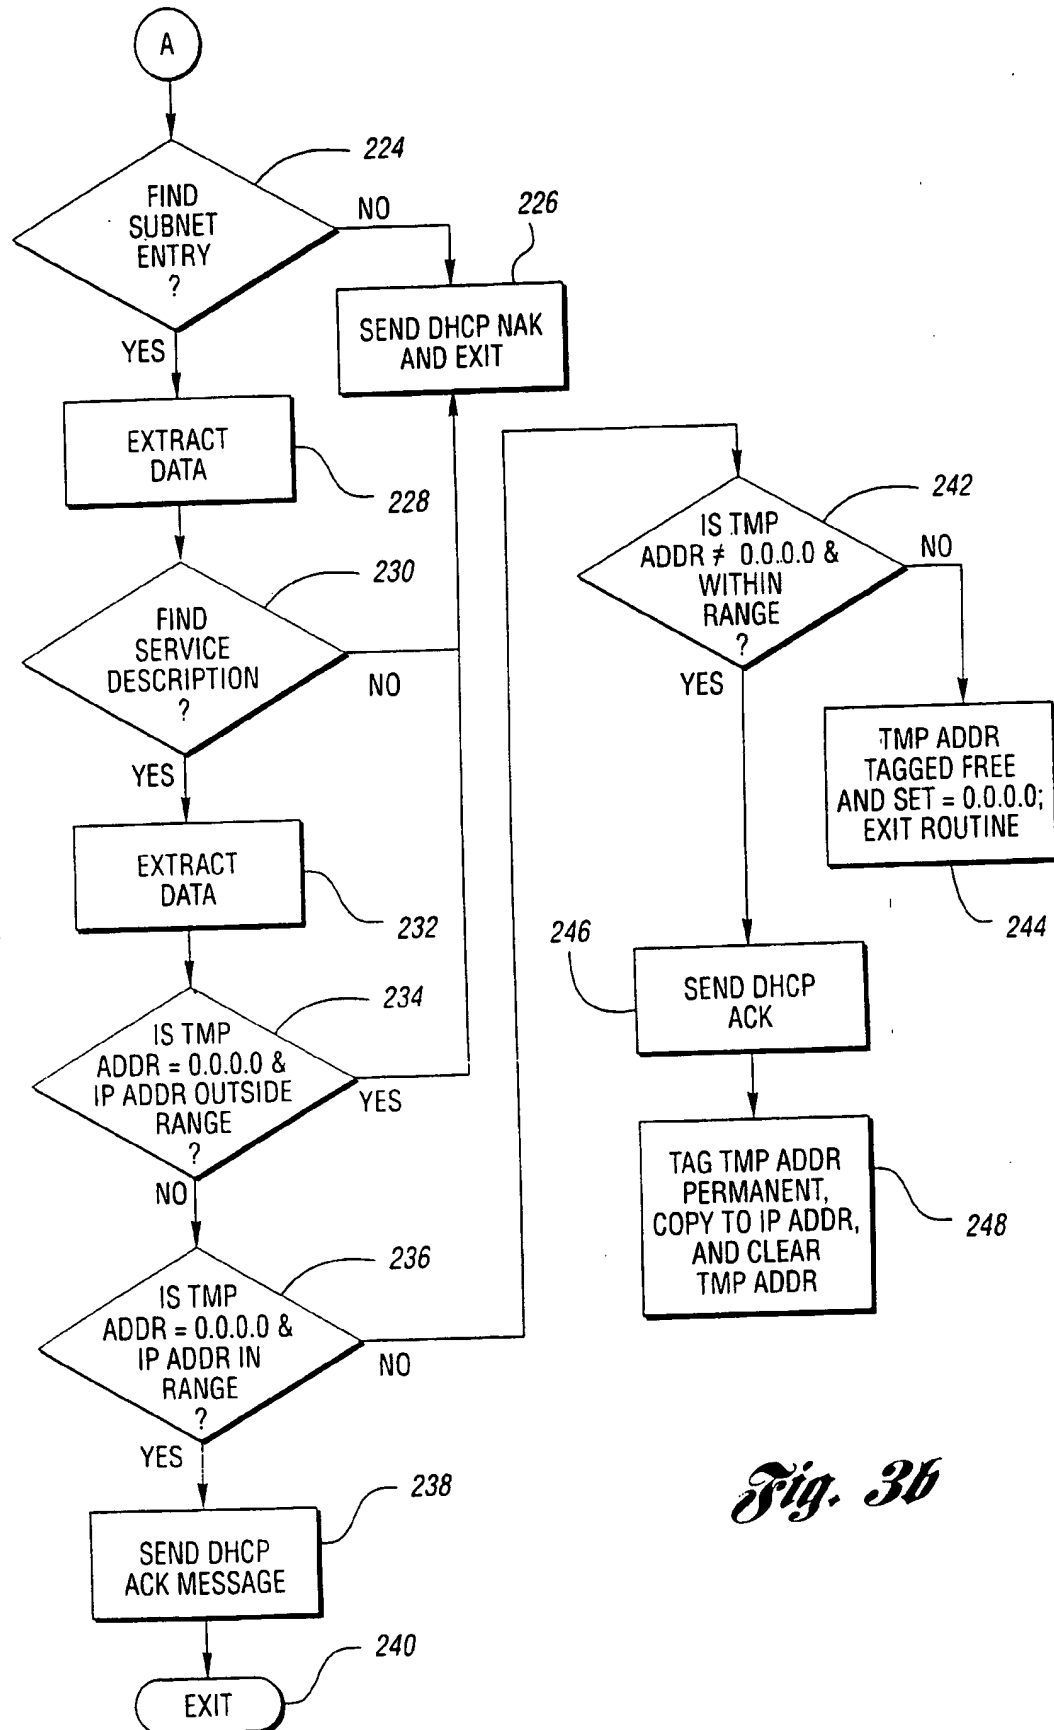 A
224
FIND
SUBNET
ENTRY
?
NO
226
SEND DHCP NAK
AND EXIT
YES
EXTRACT
DATA
228
230
FIND
SERVICE
DESCRIPTION
?
NO
YES
EXTRACT
DATA
232
234
IS TMP
ADDR = 0.0.0.0 &
IP ADDR OUTSIDE
RANGE
?
YES
NO
236
IS TMP
ADDR = 0.0.0.0 &
IP ADDR IN
RANGE
?
NO
YES
238
SEND DHCP
ACK MESSAGE
240
EXIT
242
IS TMP
ADDR ≠ 0.0.0.0 &
WITHIN
RANGE
?
NO
YES
TMP ADDR
TAGGED FREE
AND SET = 0.0.0.0;
EXIT ROUTINE
244
246
SEND DHCP
ACK
TAG TMP ADDR
PERMANENT,
COPY TO IP ADDR,
AND CLEAR
TMP ADDR
248
Fig. 3b